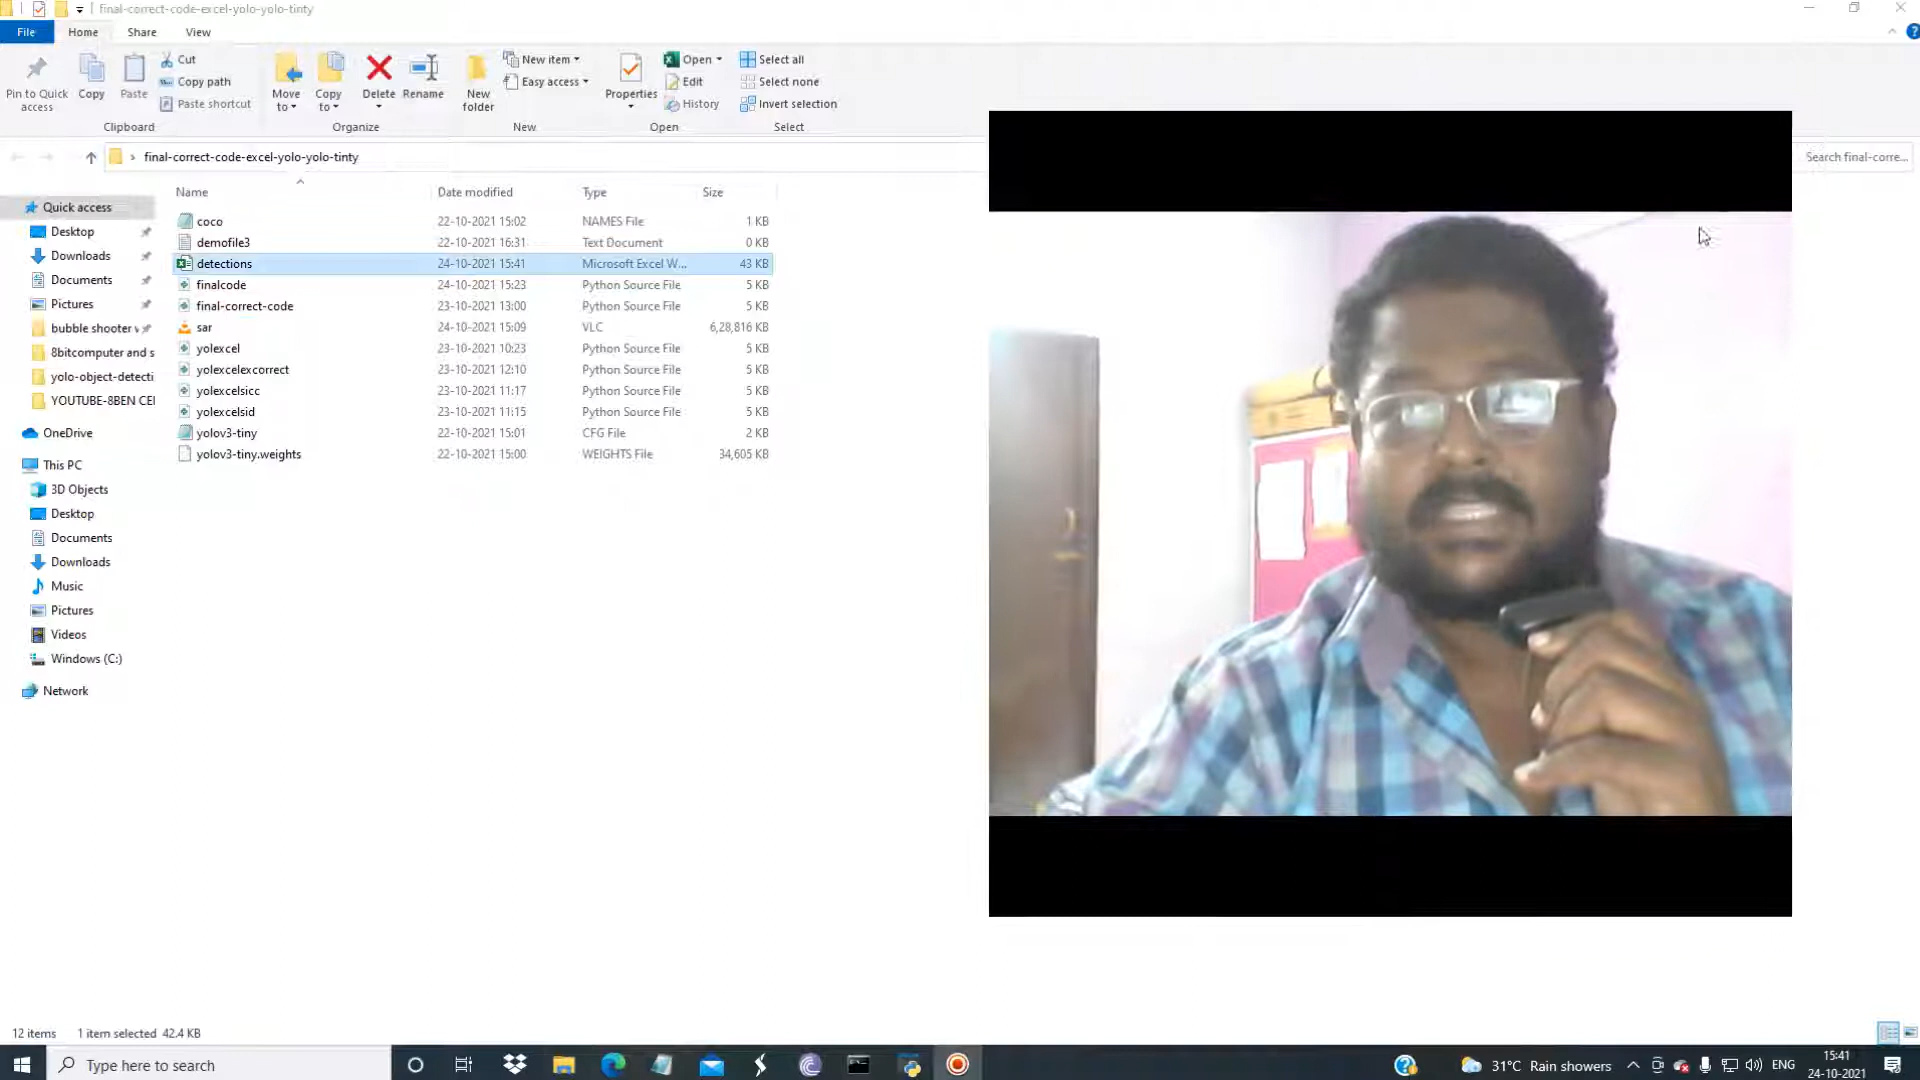 final-correct-code-excel-yolo-yolo-tinty
File Home Share View
Pin to Quick access
Copy
Paste
Cut
Copy path
Paste shortcut
Clipboard
Move to
Copy to
Delete
Rename
Organize
New folder
New item
Easy access
New
Properties
Open
Edit
History
Open
Select all
Select none
Invert selection
Select
final-correct-code-excel-yolo-yolo-tinty
Search final-corre...
Name Date modified Type Size
coco 22-10-2021 15:02 NAMES File 1 KB
demofile3 22-10-2021 16:31 Text Document 0 KB
detections 24-10-2021 15:41 Microsoft Excel W... 43 KB
finalcode 24-10-2021 15:23 Python Source File 5 KB
final-correct-code 23-10-2021 13:00 Python Source File 5 KB
sar 24-10-2021 15:09 VLC 6,28,816 KB
yolexcel 23-10-2021 10:23 Python Source File 5 KB
yolexcelexcorrect 23-10-2021 12:10 Python Source File 5 KB
yolexcelsicc 23-10-2021 11:17 Python Source File 5 KB
yolexcelsid 23-10-2021 11:15 Python Source File 5 KB
yolov3-tiny 22-10-2021 15:01 CFG File 2 KB
yolov3-tiny.weights 22-10-2021 15:00 WEIGHTS File 34,605 KB
Quick access
Desktop
Downloads
Documents
Pictures
bubble shooter v
8bitcomputer and s
yolo-object-detecti
YOUTUBE-8BEN CEI
OneDrive
This PC
3D Objects
Desktop
Documents
Downloads
Music
Pictures
Videos
Windows (C:)
Network
12 items 1 item selected 42.4 KB
Type here to search
31°C Rain showers
ENG
15:41
24-10-2021